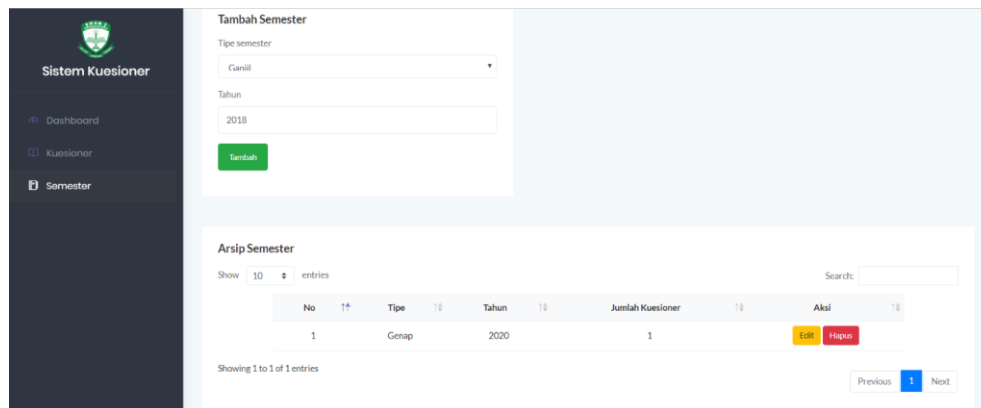 SMAN 2
Sistem Kuesioner
Dashboard
Kuesioner
Semester
Tambah Semester
Tipe semester
Ganjil
Tahun
2018
Tambah
Arsip Semester
Show 10 entries
Search:
No Tipe Tahun Jumlah Kuesioner Aksi
1 Genap 2020 1 Edit Hapus
Showing 1 to 1 of 1 entries
Previous 1 Next